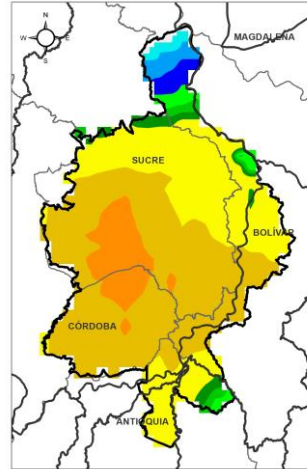 N
W E
S
MAGDALENA
SUCRE
BOLÍVAR
CÓRDOBA
ANTIOQUIA